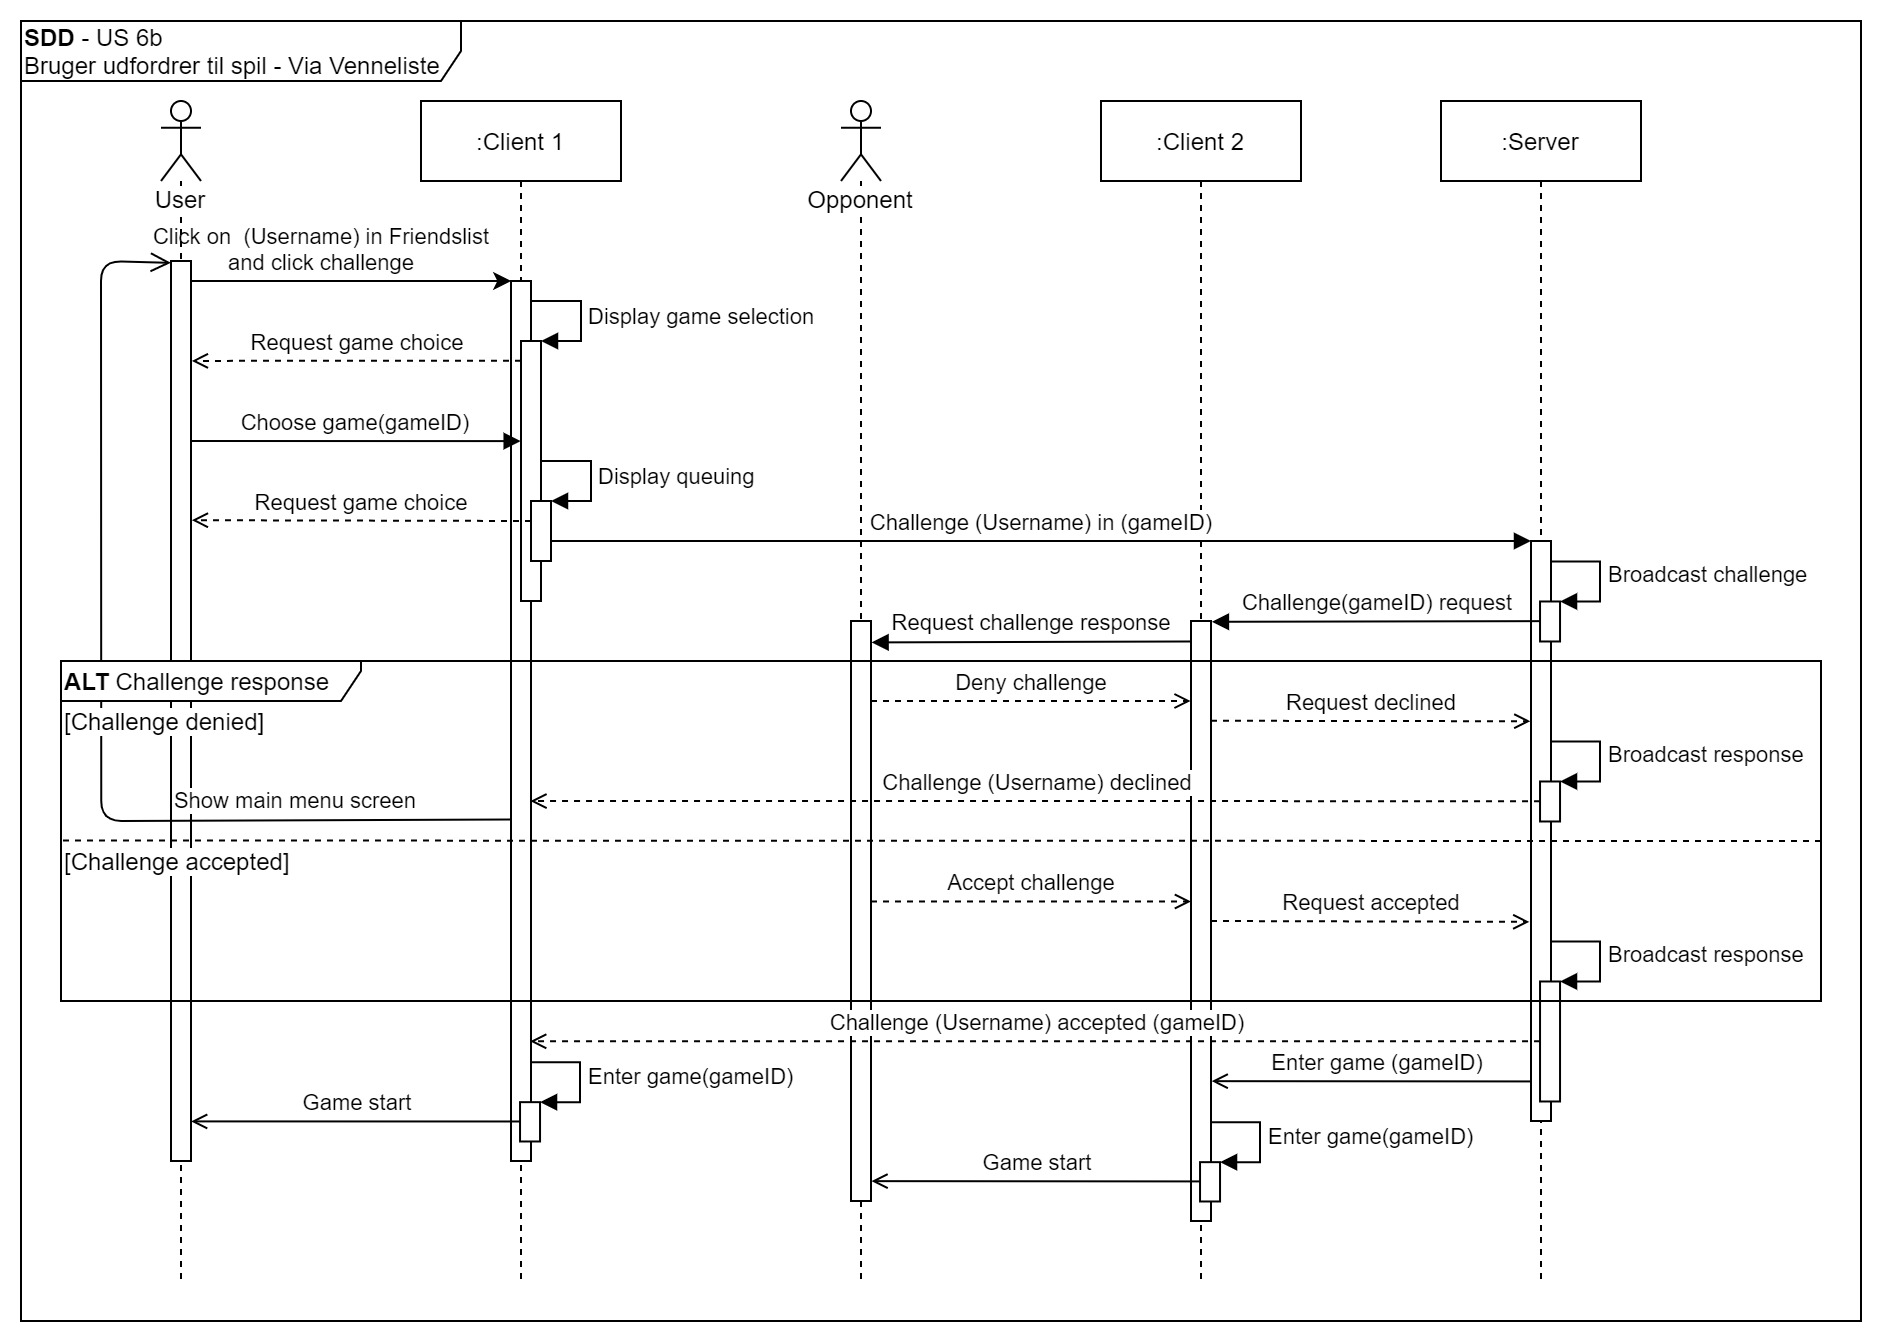 SDD - US 6b
Bruger udfordrer til spil - Via Venneliste
:Client 1
:Client 2
:Server
User
Opponent
Click on  (Username) in Friendslist
and click challenge
Display game selection
Request game choice
Choose game(gameID)
Display queuing
Request game choice
Challenge (Username) in (gameID)
Broadcast challenge
Challenge(gameID) request
Request challenge response
ALT Challenge response
Deny challenge
Request declined
[Challenge denied]
Broadcast response
Challenge (Username) declined
Show main menu screen
[Challenge accepted]
Accept challenge
Request accepted
Broadcast response
Challenge (Username) accepted (gameID)
Enter game (gameID)
Enter game(gameID)
Game start
Enter game(gameID)
Game start